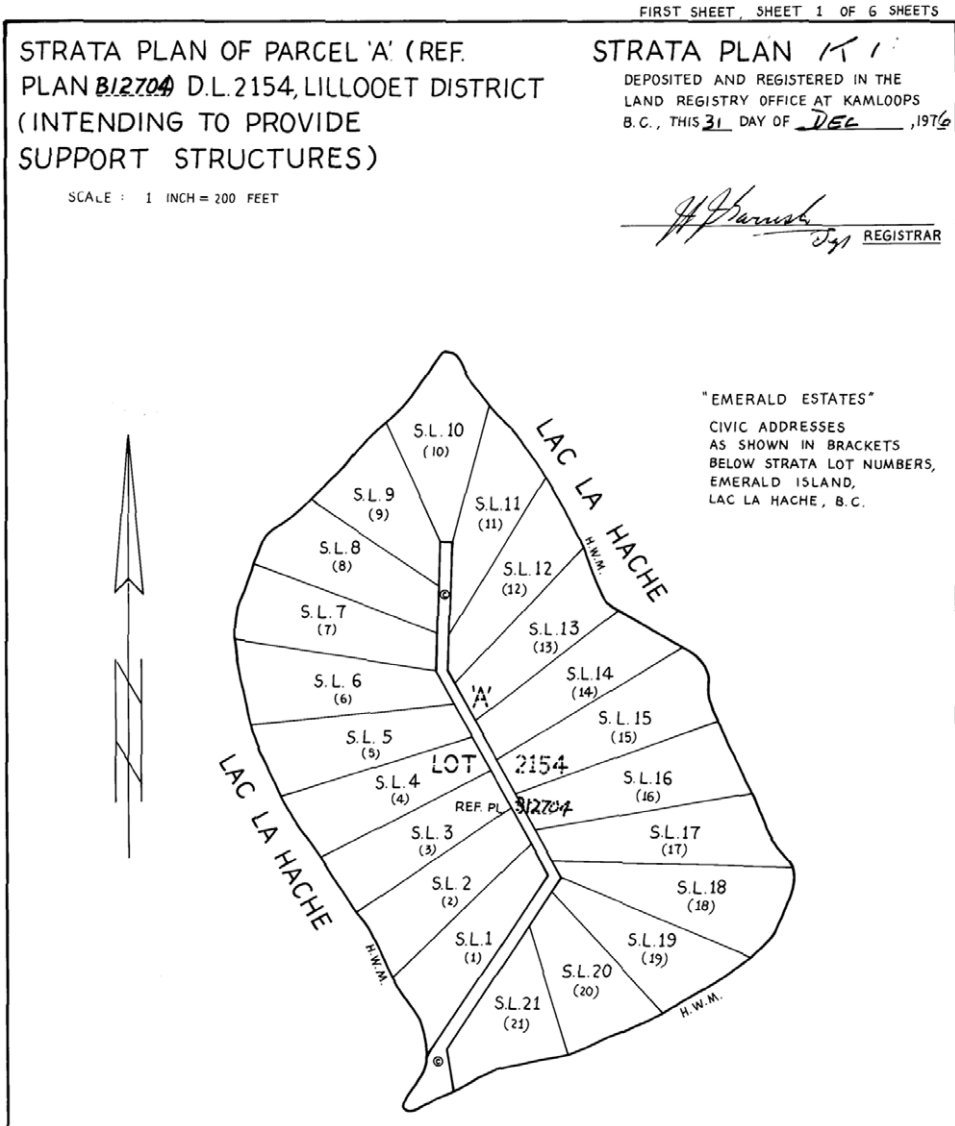 FIRST SHEET, SHEET 1 OF 6 SHEETS
STRATA PLAN OF PARCEL 'A' (REF.
PLAN B12704) D.L.2154, LILLOOET DISTRICT
(INTENDING TO PROVIDE
SUPPORT STRUCTURES)
SCALE : 1 INCH = 200 FEET
STRATA PLAN K1
DEPOSITED AND REGISTERED IN THE
LAND REGISTRY OFFICE AT KAMLOOPS
B.C., THIS 31 DAY OF DEC, 1976
REGISTRAR
"EMERALD ESTATES"
CIVIC ADDRESSES
AS SHOWN IN BRACKETS
BELOW STRATA LOT NUMBERS,
EMERALD ISLAND,
LAC LA HACHE, B.C.
S.L.10
(10)
LAC LA HACHE
H.W.M.
S.L.9
(9)
S.L.11
(11)
S.L.8
(8)
S.L.12
(12)
©
S.L.7
(7)
S.L.13
(13)
S.L.6
(6)
S.L.14
(14)
'A'
S.L.5
(5)
S.L.15
(15)
LOT 2154
S.L.4
(4)
S.L.16
(16)
REF. PL. B12704
S.L.3
(3)
S.L.17
(17)
LAC LA HACHE
H.W.M.
S.L.2
(2)
S.L.18
(18)
S.L.1
(1)
S.L.19
(19)
S.L.20
(20)
H.W.M.
S.L.21
(21)
©